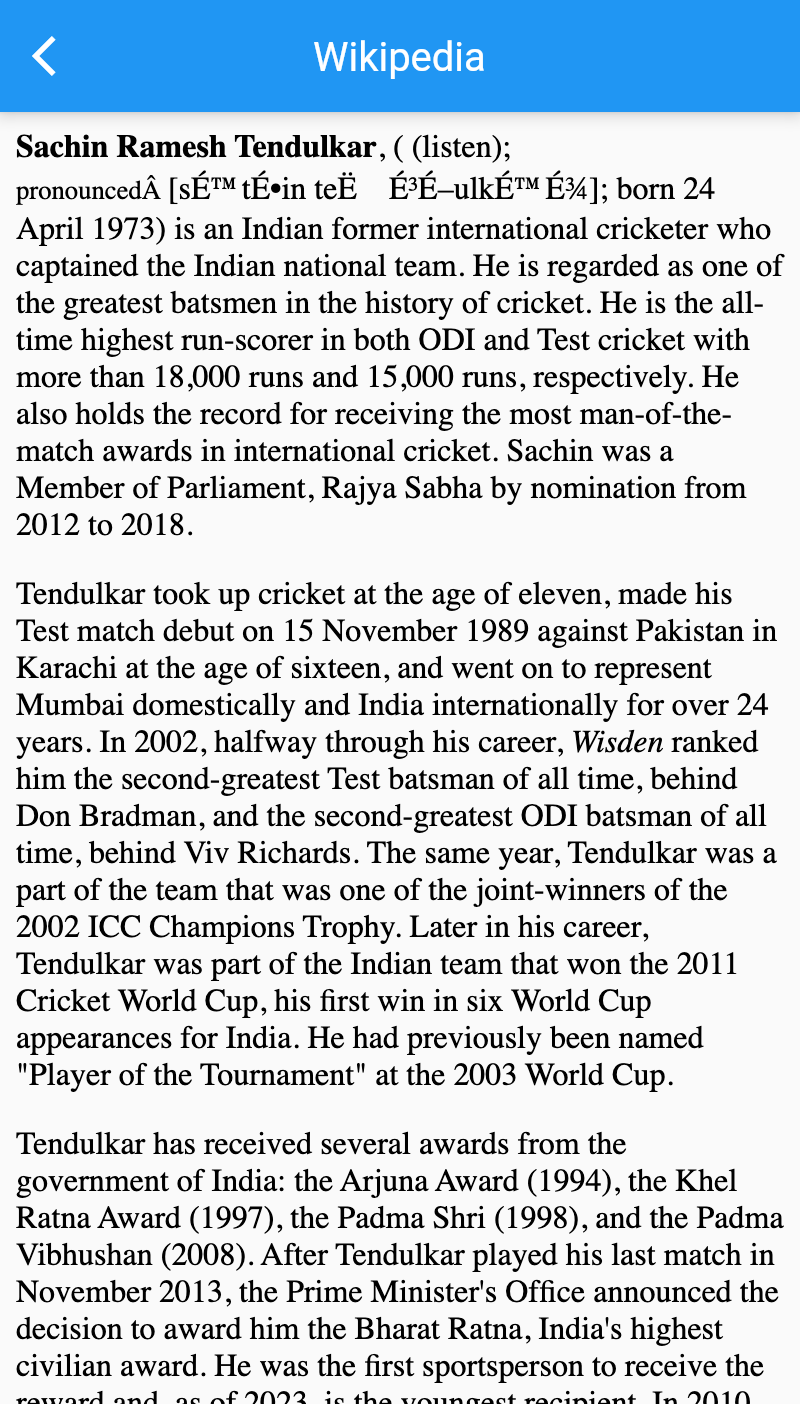 Wikipedia
Sachin Ramesh Tendulkar, ( (listen);
pronouncedÂ [sÉ™ tÉ•in teË É³É–ulkÉ™ É¾]; born 24
April 1973) is an Indian former international cricketer who
captained the Indian national team. He is regarded as one of
the greatest batsmen in the history of cricket. He is the all-
time highest run-scorer in both ODI and Test cricket with
more than 18,000 runs and 15,000 runs, respectively. He
also holds the record for receiving the most man-of-the-
match awards in international cricket. Sachin was a
Member of Parliament, Rajya Sabha by nomination from
2012 to 2018.
Tendulkar took up cricket at the age of eleven, made his
Test match debut on 15 November 1989 against Pakistan in
Karachi at the age of sixteen, and went on to represent
Mumbai domestically and India internationally for over 24
years. In 2002, halfway through his career, Wisden ranked
him the second-greatest Test batsman of all time, behind
Don Bradman, and the second-greatest ODI batsman of all
time, behind Viv Richards. The same year, Tendulkar was a
part of the team that was one of the joint-winners of the
2002 ICC Champions Trophy. Later in his career,
Tendulkar was part of the Indian team that won the 2011
Cricket World Cup, his first win in six World Cup
appearances for India. He had previously been named
"Player of the Tournament" at the 2003 World Cup.
Tendulkar has received several awards from the
government of India: the Arjuna Award (1994), the Khel
Ratna Award (1997), the Padma Shri (1998), and the Padma
Vibhushan (2008). After Tendulkar played his last match in
November 2013, the Prime Minister's Office announced the
decision to award him the Bharat Ratna, India's highest
civilian award. He was the first sportsperson to receive the
reward and, as of 2023, is the youngest recipient. In 2010,